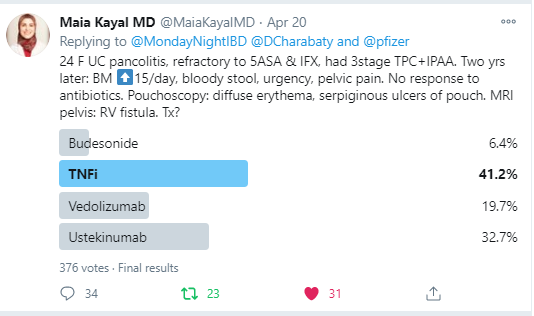 Maia Kayal MD @MaiaKayalMD · Apr 20
Replying to @MondayNightIBD @DCharabaty and @pfizer
24 F UC pancolitis, refractory to 5ASA & IFX, had 3stage TPC+IPAA. Two yrs
later: BM ⬆15/day, bloody stool, urgency, pelvic pain. No response to
antibiotics. Pouchoscopy: diffuse erythema, serpiginous ulcers of pouch. MRI
pelvis: RV fistula. Tx?
Budesonide 6.4%
TNFi 41.2%
Vedolizumab 19.7%
Ustekinumab 32.7%
376 votes · Final results
34 23 31